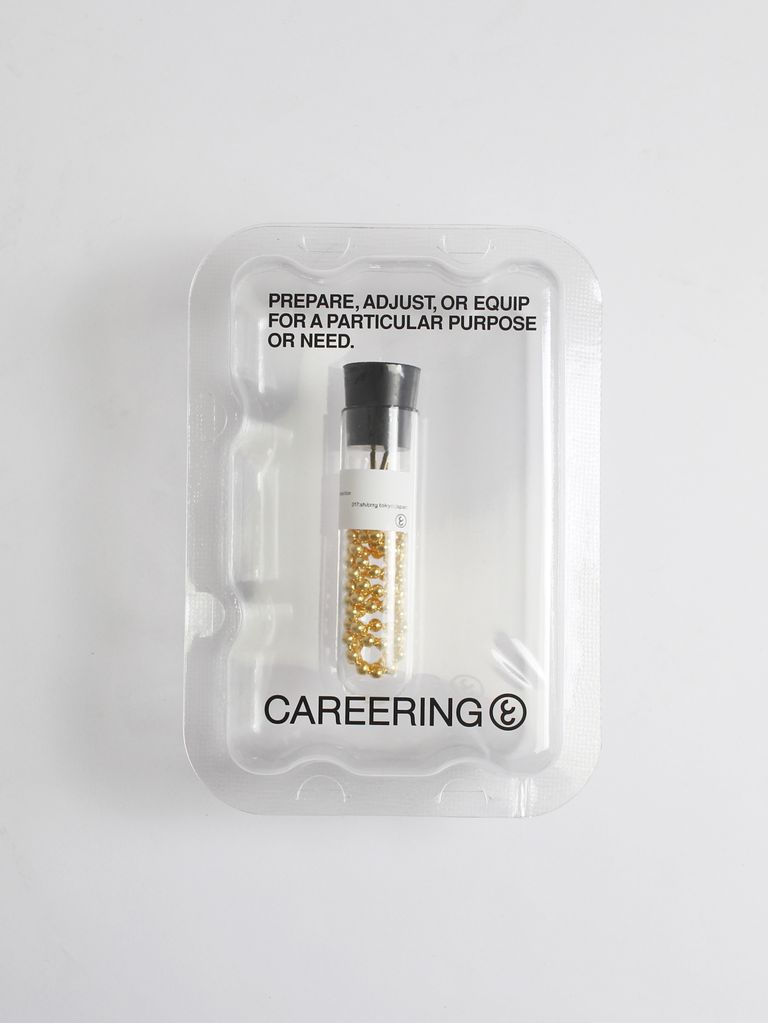 PREPARE, ADJUST, OR EQUIP
FOR A PARTICULAR PURPOSE
OR NEED.
CAREERING